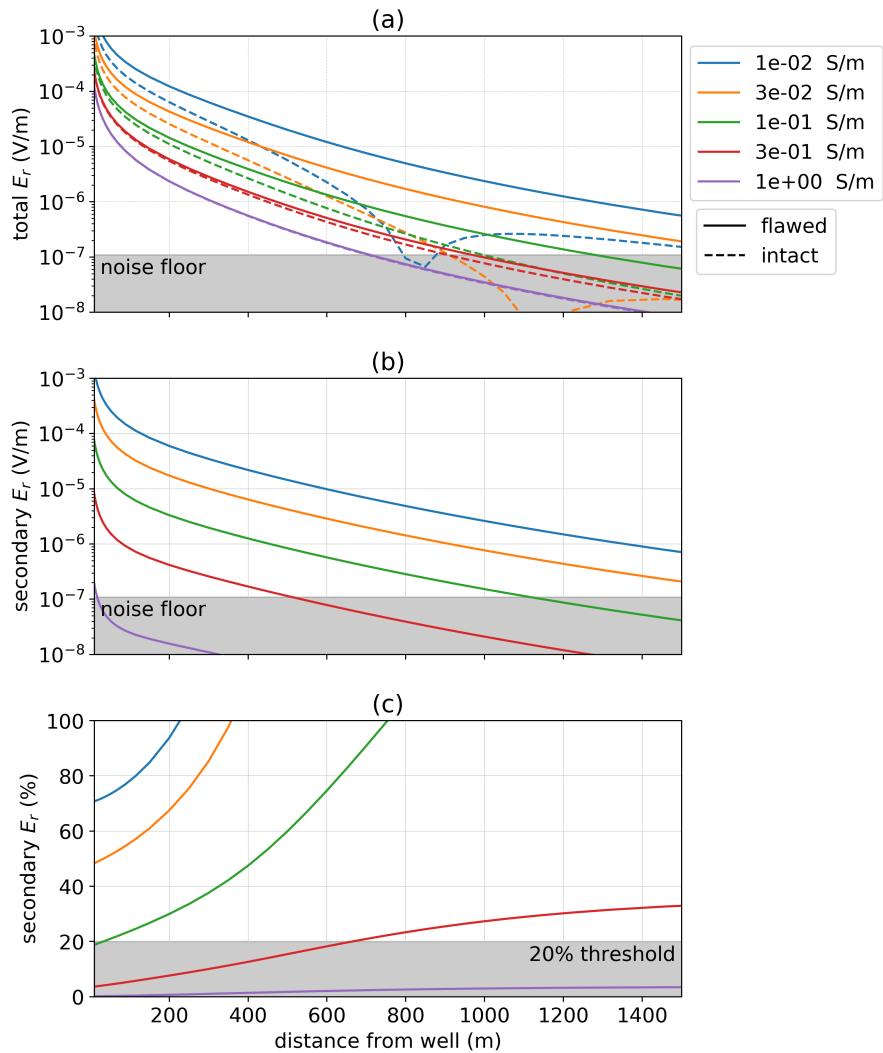 (a)
10⁻³
10⁻⁴
10⁻⁵
10⁻⁶
10⁻⁷
10⁻⁸
total Eᵣ (V/m)
noise floor
1e-02 S/m
3e-02 S/m
1e-01 S/m
3e-01 S/m
1e+00 S/m
flawed
intact
(b)
10⁻³
10⁻⁴
10⁻⁵
10⁻⁶
10⁻⁷
10⁻⁸
secondary Eᵣ (V/m)
noise floor
(c)
100
80
60
40
20
0
secondary Eᵣ (%)
20% threshold
200 400 600 800 1000 1200 1400
distance from well (m)